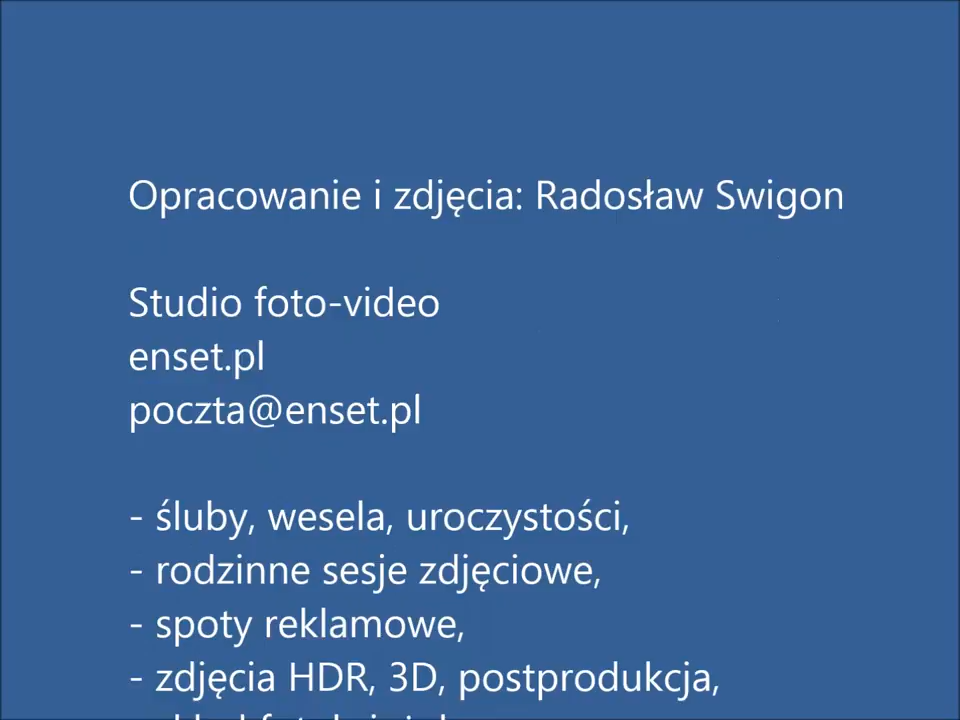 Opracowanie i zdjęcia: Radosław Swigon
Studio foto-video
enset.pl
poczta@enset.pl
- śluby, wesela, uroczystości,
- rodzinne sesje zdjęciowe,
- spoty reklamowe,
- zdjęcia HDR, 3D, postprodukcja,